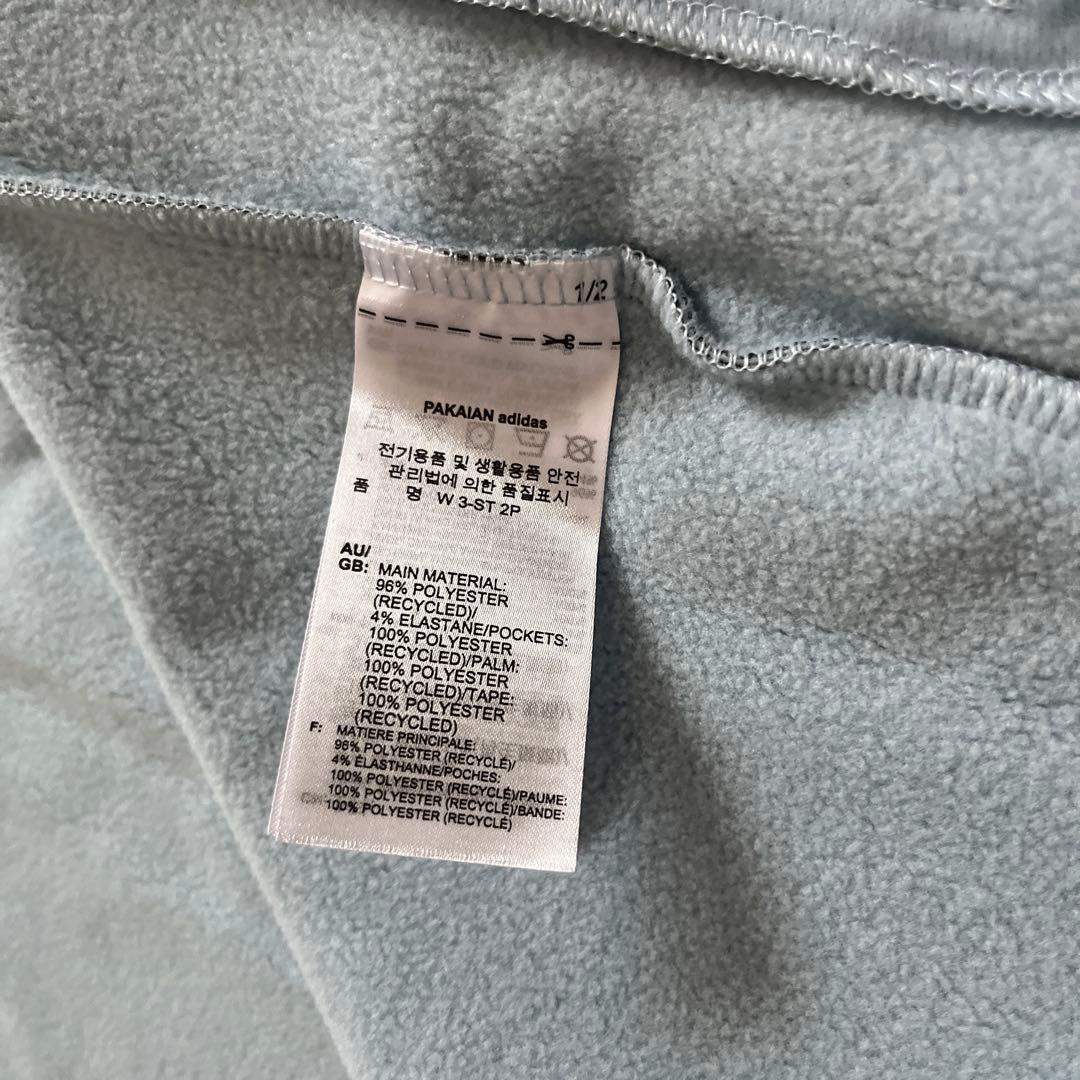 1/2
PAKAIAN adidas
전기용품 및 생활용품 안전
관리법에 의한 품질표시
품 명 W 3-ST 2P
AU/
GB: MAIN MATERIAL:
96% POLYESTER
(RECYCLED)/
4% ELASTANE/POCKETS:
100% POLYESTER
(RECYCLED)/PALM:
100% POLYESTER
(RECYCLED)/TAPE:
100% POLYESTER
(RECYCLED)
F: MATIERE PRINCIPALE:
96% POLYESTER (RECYCLÉ)/
4% ÉLASTHANNE/POCHES:
100% POLYESTER (RECYCLÉ)/PAUME:
100% POLYESTER (RECYCLÉ)/BANDE:
100% POLYESTER (RECYCLÉ)